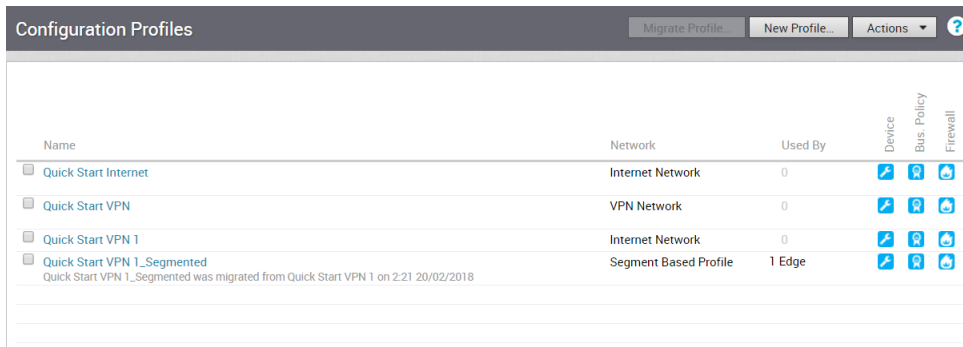 Configuration Profiles
Migrate Profile... New Profile... Actions ?
Name Network Used By Device Bus. Policy Firewall
Quick Start Internet Internet Network 0
Quick Start VPN VPN Network 0
Quick Start VPN 1 Internet Network 0
Quick Start VPN 1_Segmented Segment Based Profile 1 Edge
Quick Start VPN 1_Segmented was migrated from Quick Start VPN 1 on 2:21 20/02/2018